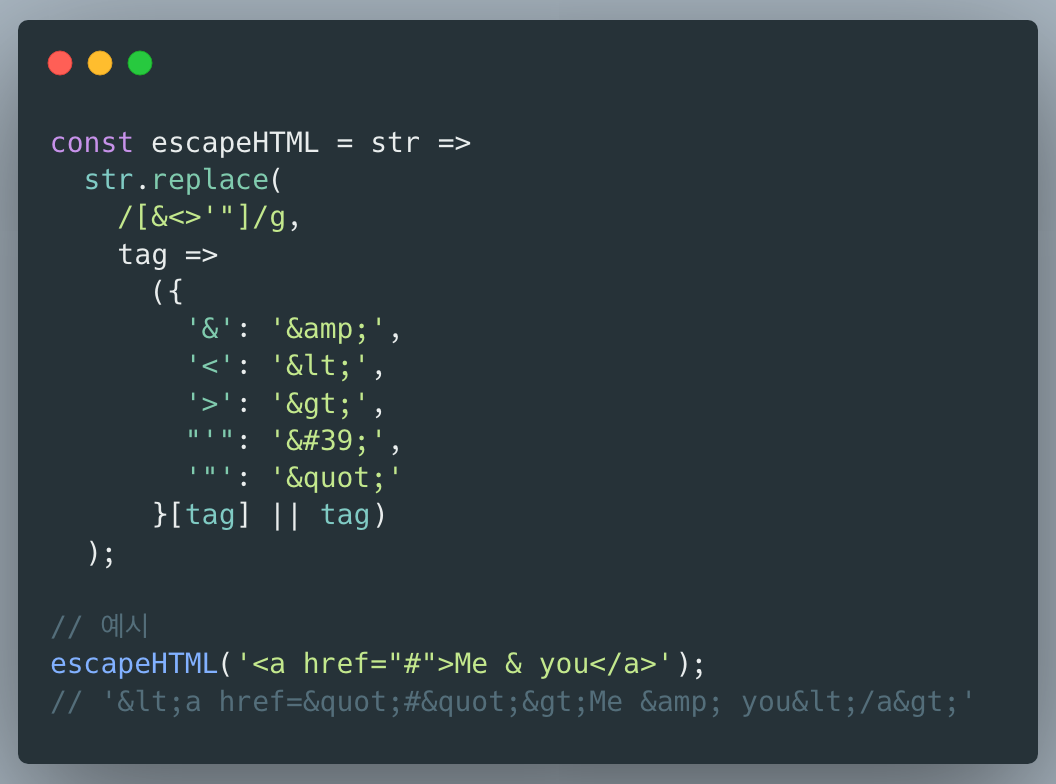 const escapeHTML = str =>
  str.replace(
    /[&<>'"]/g,
    tag =>
      ({
        '&': '&amp;',
        '<': '&lt;',
        '>': '&gt;',
        "'": '&#39;',
        '"': '&quot;'
      }[tag] || tag)
  );

// 예시
escapeHTML('<a href="#">Me & you</a>');
// '&lt;a href=&quot;#&quot;&gt;Me &amp; you&lt;/a&gt;'